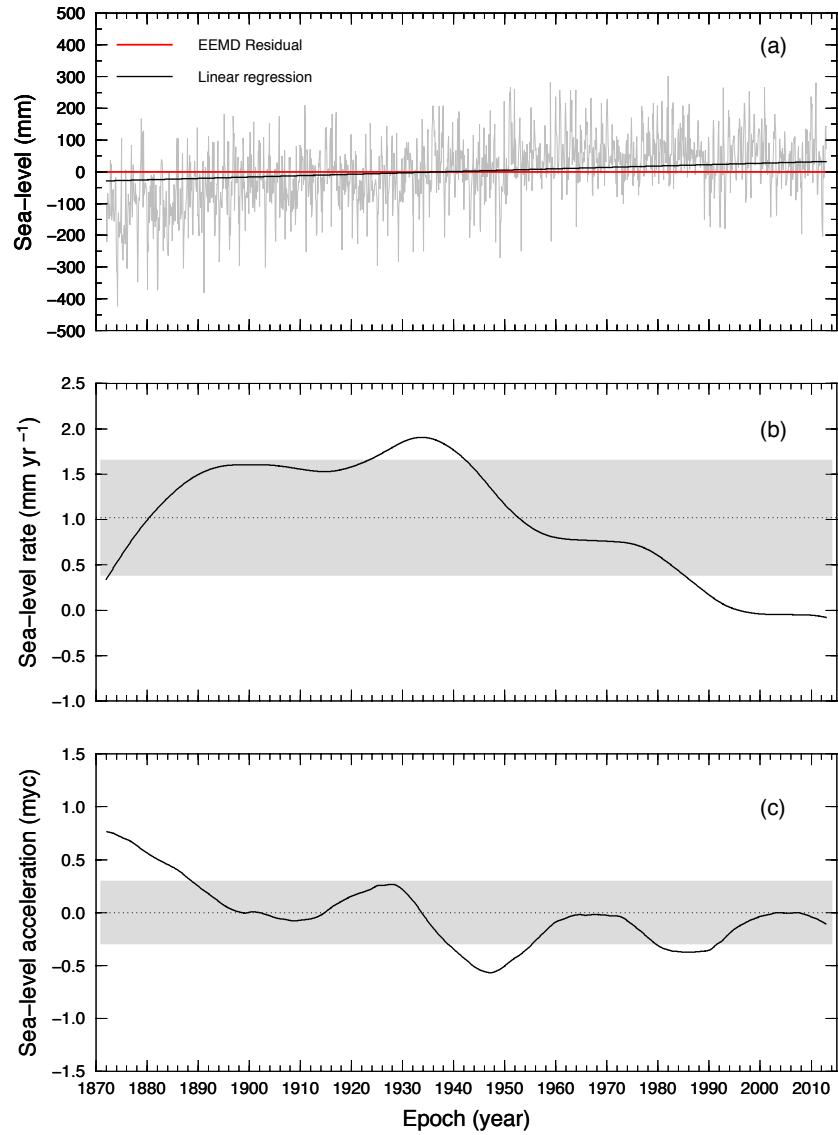 500
400
300
200
100
0
−100
−200
−300
−400
−500
Sea−level (mm)
EEMD Residual
Linear regression
(a)
2.5
2.0
1.5
1.0
0.5
0.0
−0.5
−1.0
Sea−level rate (mm yr −1)
(b)
1.5
1.0
0.5
0.0
−0.5
−1.0
−1.5
Sea−level acceleration (myc)
(c)
1870 1880 1890 1900 1910 1920 1930 1940 1950 1960 1970 1980 1990 2000 2010
Epoch (year)